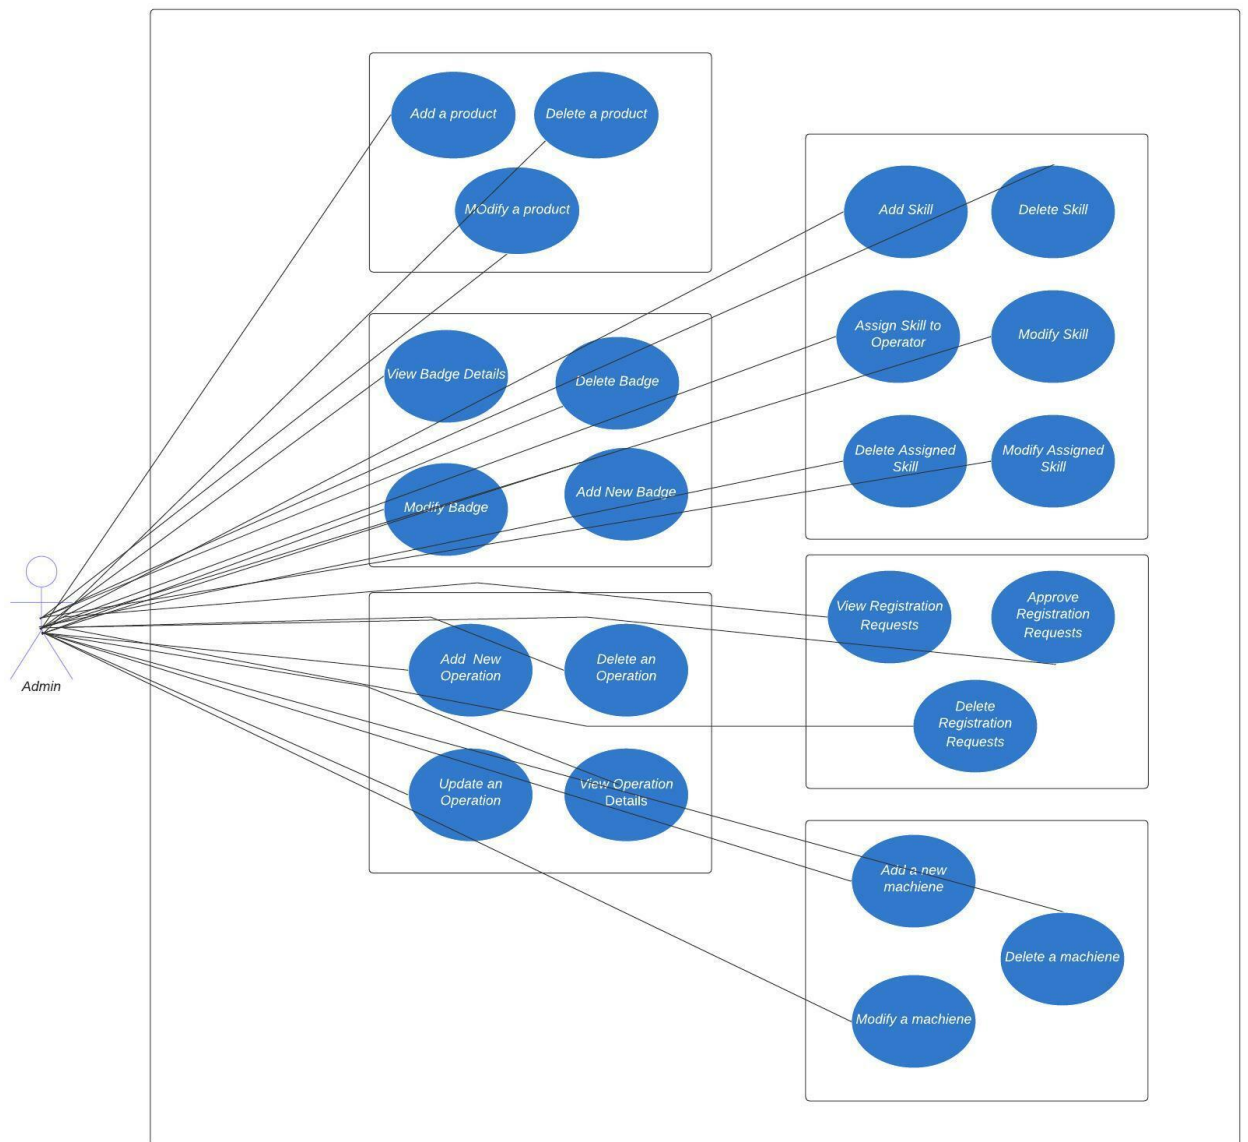 Add a product
Delete a product
MOdify a product
Add Skill
Delete Skill
Assign Skill to
Operator
Modify Skill
Delete Assigned
Skill
Modify Assigned
Skill
View Badge Details
Delete Badge
Modify Badge
Add New Badge
Admin
Add  New
Operation
Delete an
Operation
Update an
Operation
View Operation
Details
View Registration
Requests
Approve
Registration
Requests
Delete
Registration
Requests
Add a new
machiene
Delete a machiene
Modify a machiene